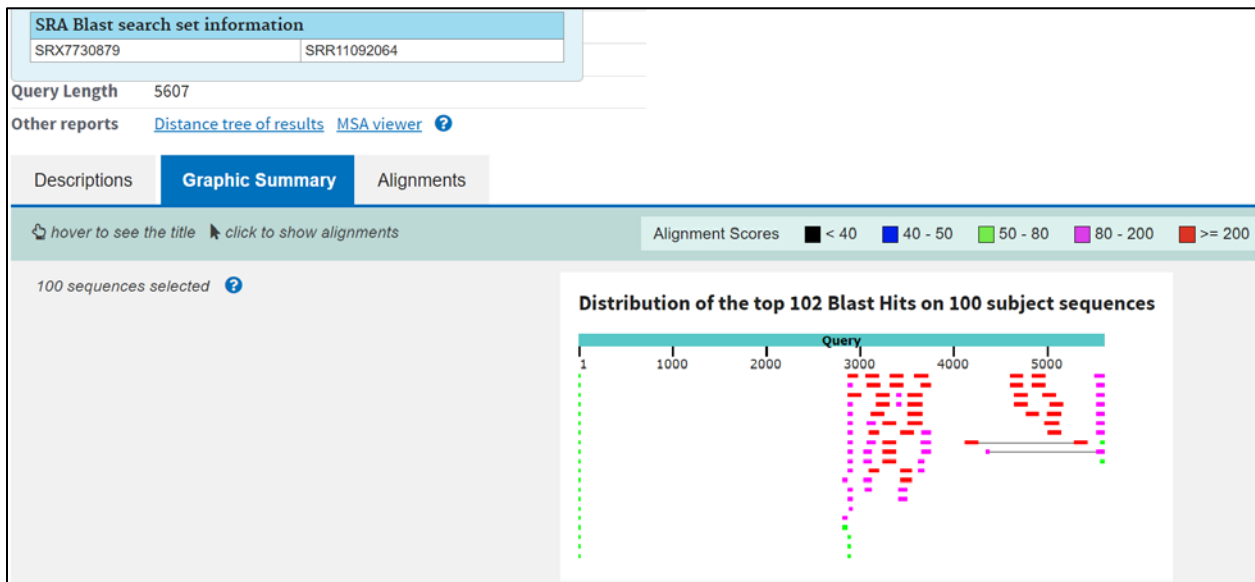 SRA Blast search set information
SRX7730879 SRR11092064
Query Length 5607
Other reports Distance tree of results MSA viewer ?
Descriptions Graphic Summary Alignments
hover to see the title click to show alignments Alignment Scores < 40 40 - 50 50 - 80 80 - 200 >= 200
100 sequences selected ?
Distribution of the top 102 Blast Hits on 100 subject sequences
Query
1 1000 2000 3000 4000 5000